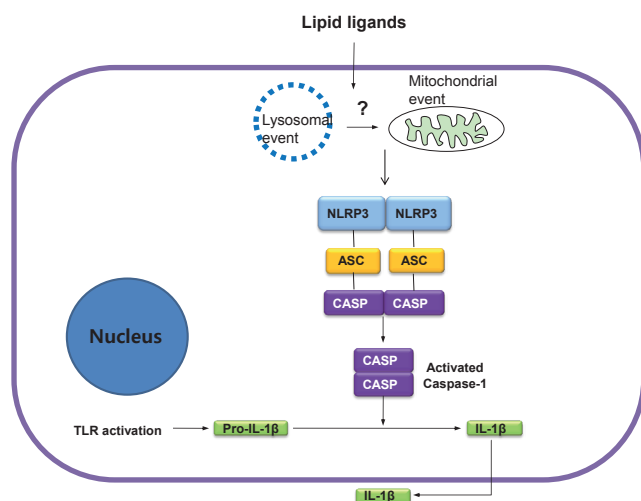 Lipid ligands
Mitochondrial
event
?
Lysosomal
event
NLRP3 NLRP3
ASC ASC
CASP CASP
Nucleus
CASP
CASP
Activated
Caspase-1
TLR activation
Pro-IL-1β
IL-1β
IL-1β